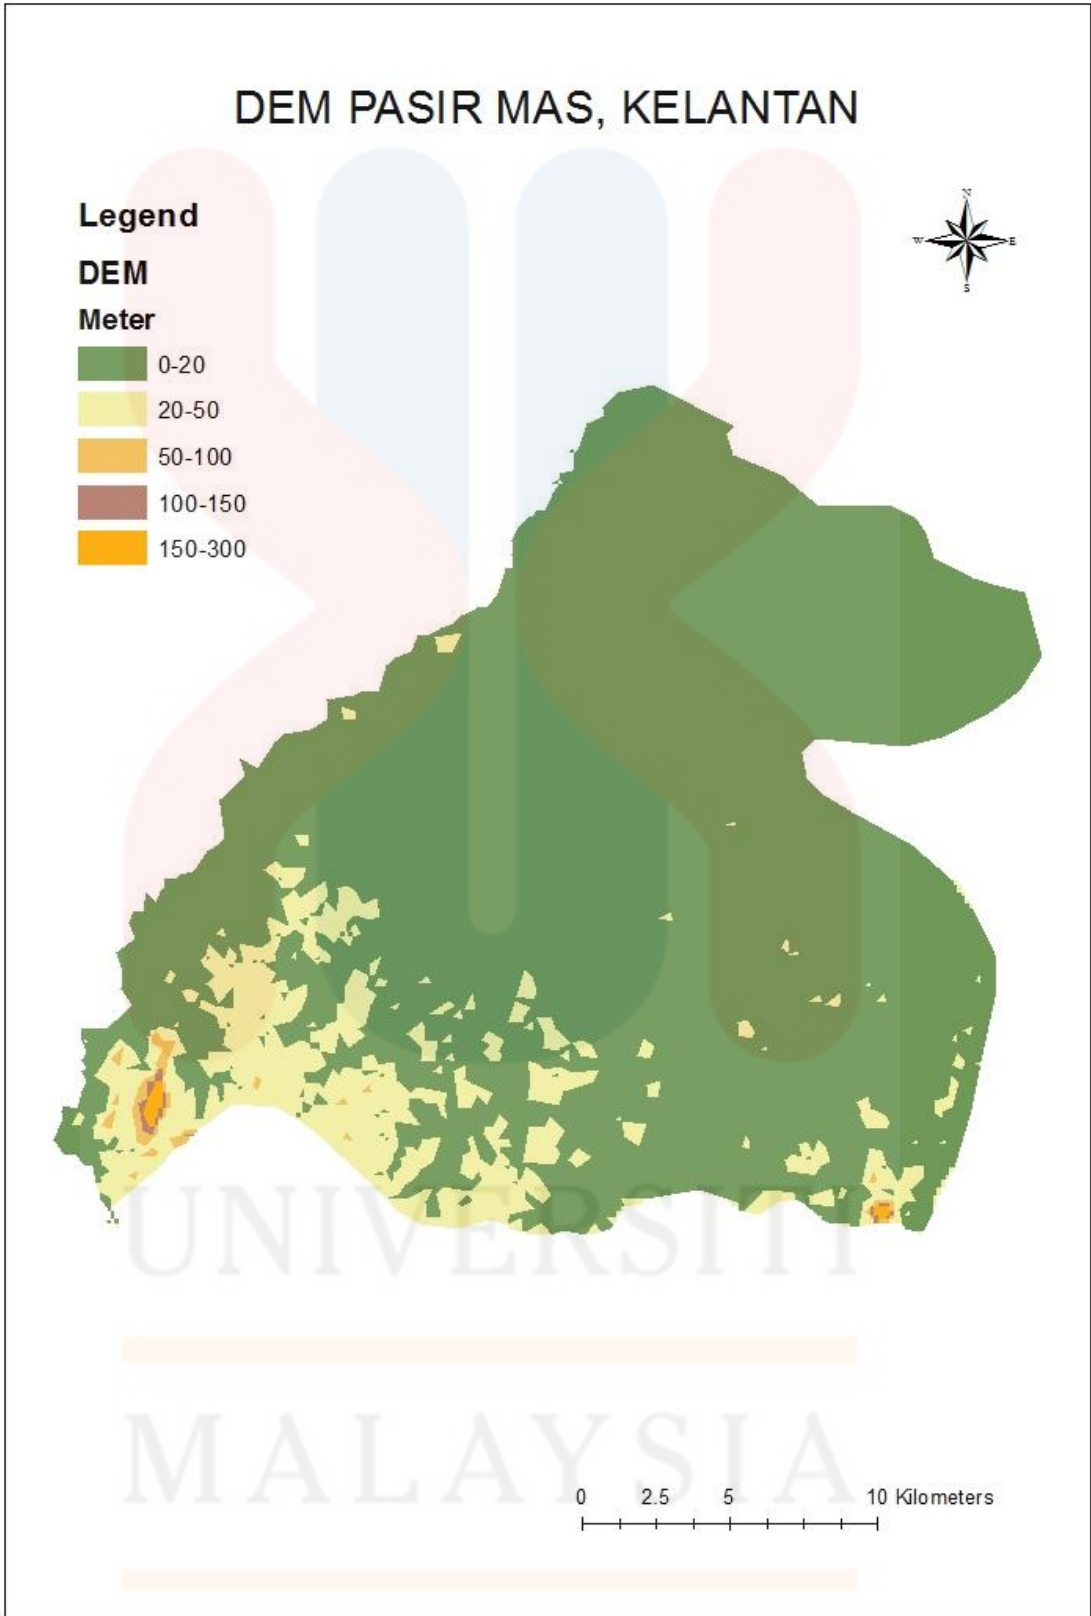 DEM PASIR MAS, KELANTAN
Legend
DEM
Meter
0-20
20-50
50-100
100-150
150-300
N
W E
S
UNIVERSITI
MALAYSIA
0 2.5 5 10 Kilometers